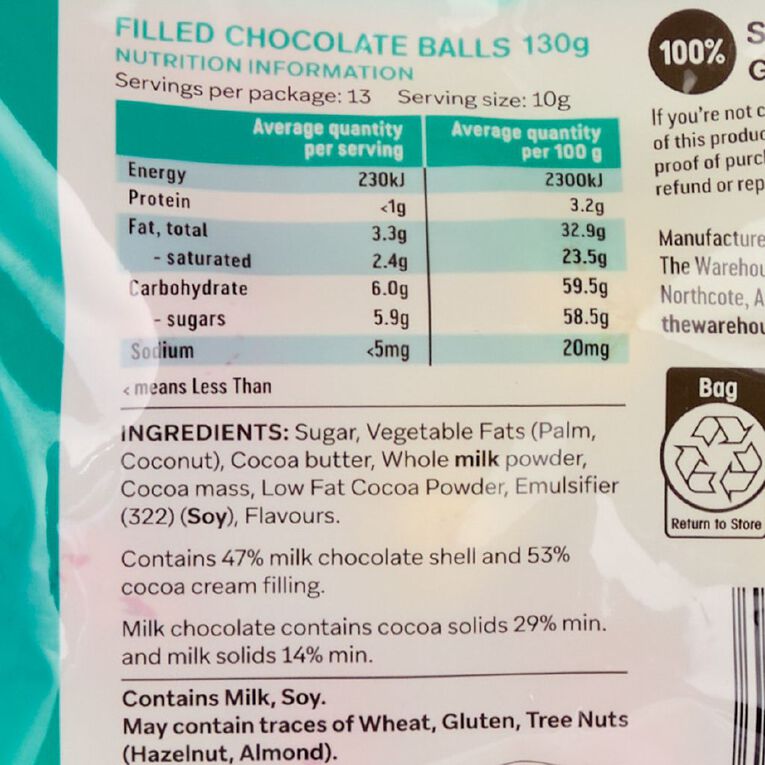 FILLED CHOCOLATE BALLS 130g
NUTRITION INFORMATION
Servings per package: 13 Serving size: 10g
Average quantity per serving Average quantity per 100 g
Energy 230kJ 2300kJ
Protein <1g 3.2g
Fat, total 3.3g 32.9g
- saturated 2.4g 23.5g
Carbohydrate 6.0g 59.5g
- sugars 5.9g 58.5g
Sodium <5mg 20mg
< means Less Than
INGREDIENTS: Sugar, Vegetable Fats (Palm,
Coconut), Cocoa butter, Whole milk powder,
Cocoa mass, Low Fat Cocoa Powder, Emulsifier
(322) (Soy), Flavours.
Contains 47% milk chocolate shell and 53%
cocoa cream filling.
Milk chocolate contains cocoa solids 29% min.
and milk solids 14% min.
Contains Milk, Soy.
May contain traces of Wheat, Gluten, Tree Nuts
(Hazelnut, Almond).
100%
If you're not
of this
proof of
refund or
The
Northcote,
Bag
Return to Store